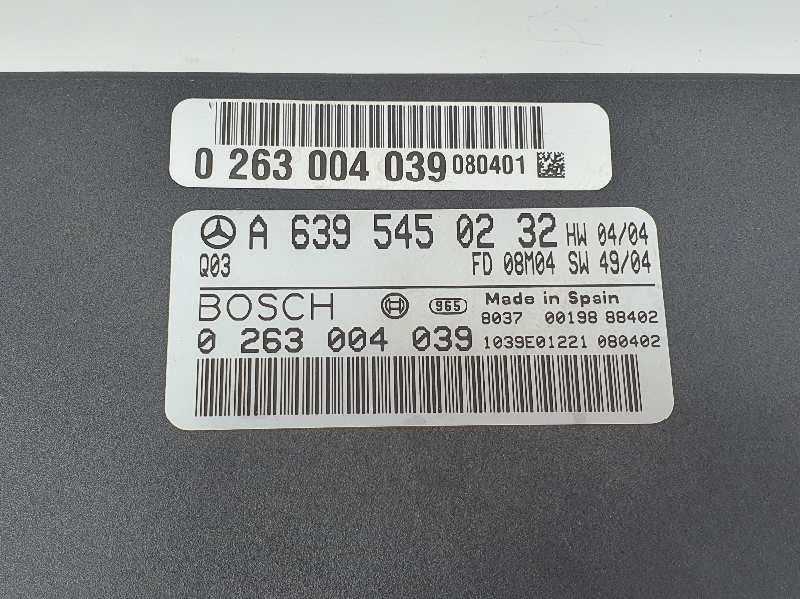 0 263 004 039 080401
A 639 545 02 32 HW 04/04
Q03 FD 08M04 SW 49/04
BOSCH 965 Made in Spain
8037 00198 88402
0 263 004 039 1039E01221 080402